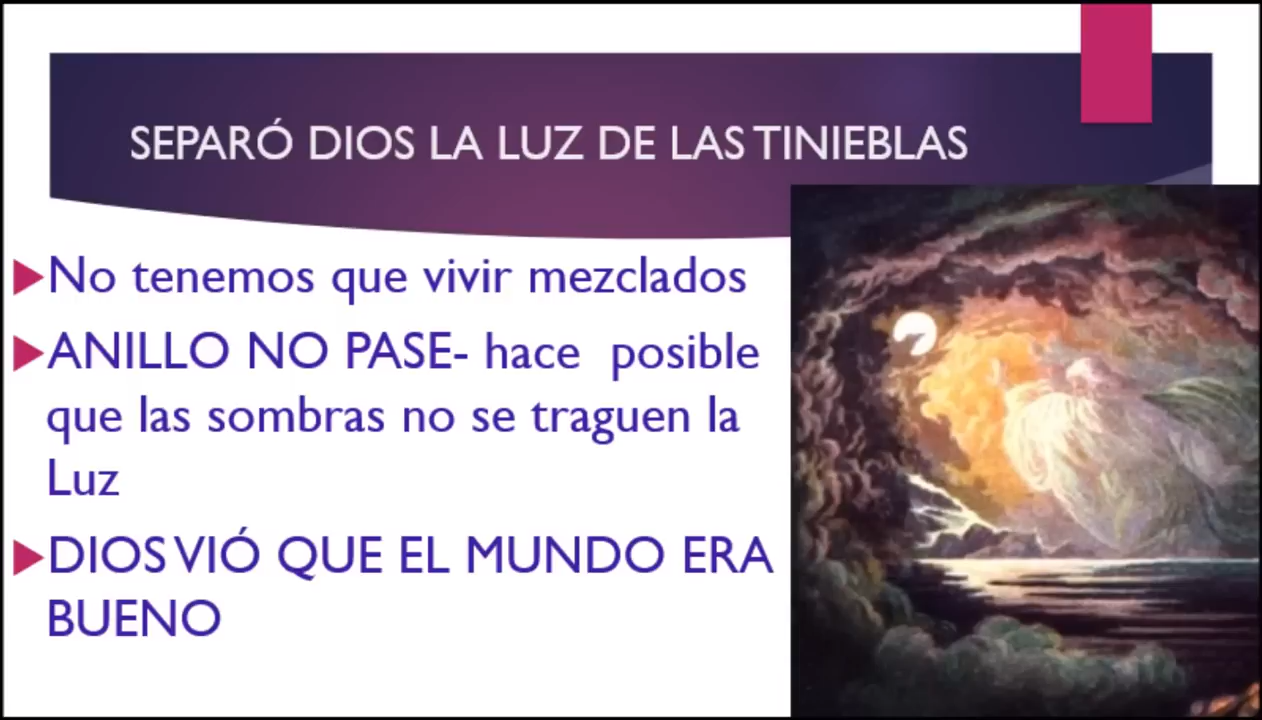 SEPARÓ DIOS LA LUZ DE LAS TINIEBLAS
No tenemos que vivir mezclados
ANILLO NO PASE- hace posible
que las sombras no se traguen la
Luz
DIOS VIÓ QUE EL MUNDO ERA
BUENO